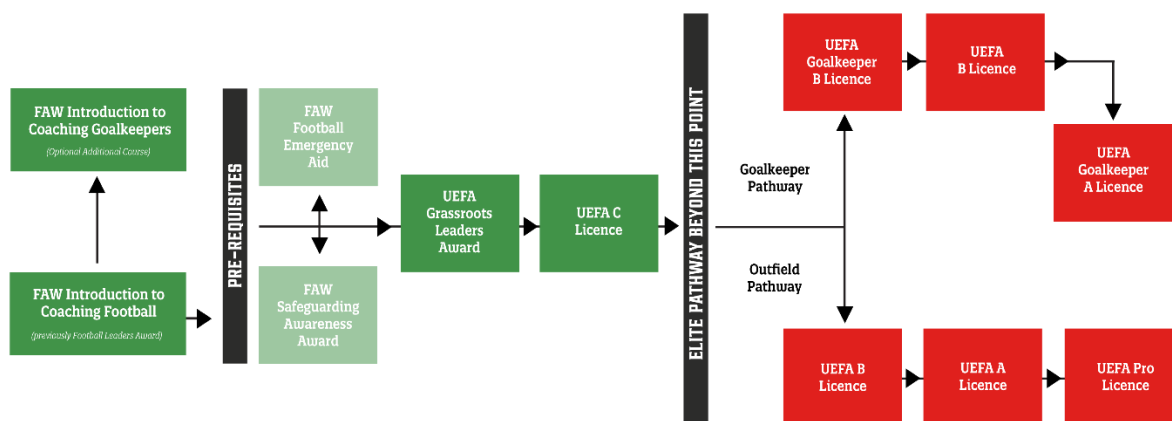 FAW Introduction to
Coaching Goalkeepers
(Optional Additional Course)
FAW Introduction to
Coaching Football
(previously Football Leaders Award)
PRE-REQUISITES
FAW
Football
Emergency
Aid
FAW
Safeguarding
Awareness
Award
UEFA
Grassroots
Leaders
Award
UEFA C
Licence
ELITE PATHWAY BEYOND THIS POINT
Goalkeeper
Pathway
Outfield
Pathway
UEFA
Goalkeeper
B Licence
UEFA
B Licence
UEFA
Goalkeeper
A Licence
UEFA B
Licence
UEFA A
Licence
UEFA Pro
Licence